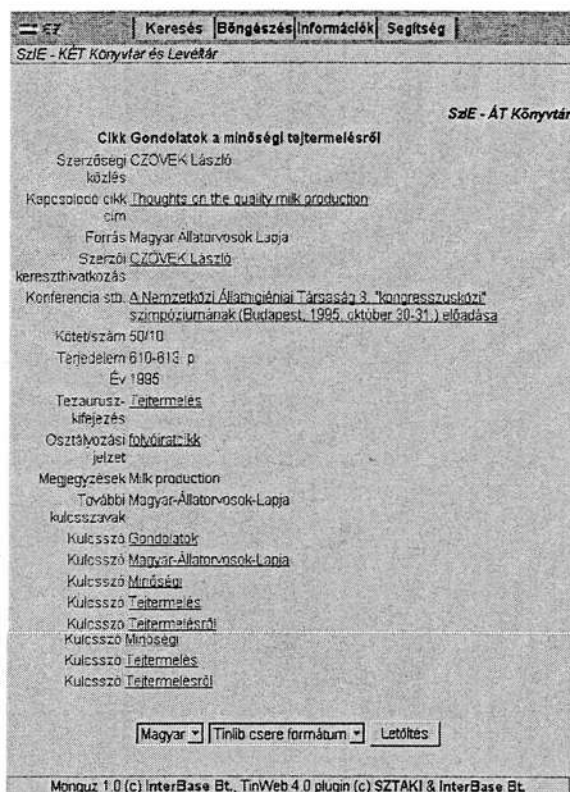 Keresés Böngészés Információk Segítség
SzIE - KÉT Könyvtár és Levéltár
SzIE - ÁT Könyvtár
Cikk Gondolatok a minőségi tejtermelésről
Szerzőségi közlés CZÖVEK László
Kapcsolódó cikk cím Thoughts on the quality milk production
Forrás Magyar Állatorvosok Lapja
Szerzői kereszthivatkozás CZÖVEK László
Konferencia stb. A Nemzetközi Állathigiéniai Társaság 3. "kongresszusközi"
szimpóziumának (Budapest, 1995. október 30-31.) előadása
Kötet/szám 50/10
Terjedelem 610-613. p
Év 1995
Tezaurusz-kifejezés Tejtermelés
Osztályozási jelzet folyóiratcikk
Megjegyzések Milk production
További kulcsszavak Magyar-Állatorvosok-Lapja
Kulcsszó Gondolatok
Kulcsszó Magyar-Állatorvosok-Lapja
Kulcsszó Minőségi
Kulcsszó Tejtermelés
Kulcsszó Tejtermelésről
Kulcsszó Minőségi
Kulcsszó Tejtermelés
Kulcsszó Tejtermelésről
Magyar Tinlib csere formátum Letöltés
Monguz 1.0 (c) InterBase Bt., TinWeb 4.0 plugin (c) SZTAKI & InterBase Bt.